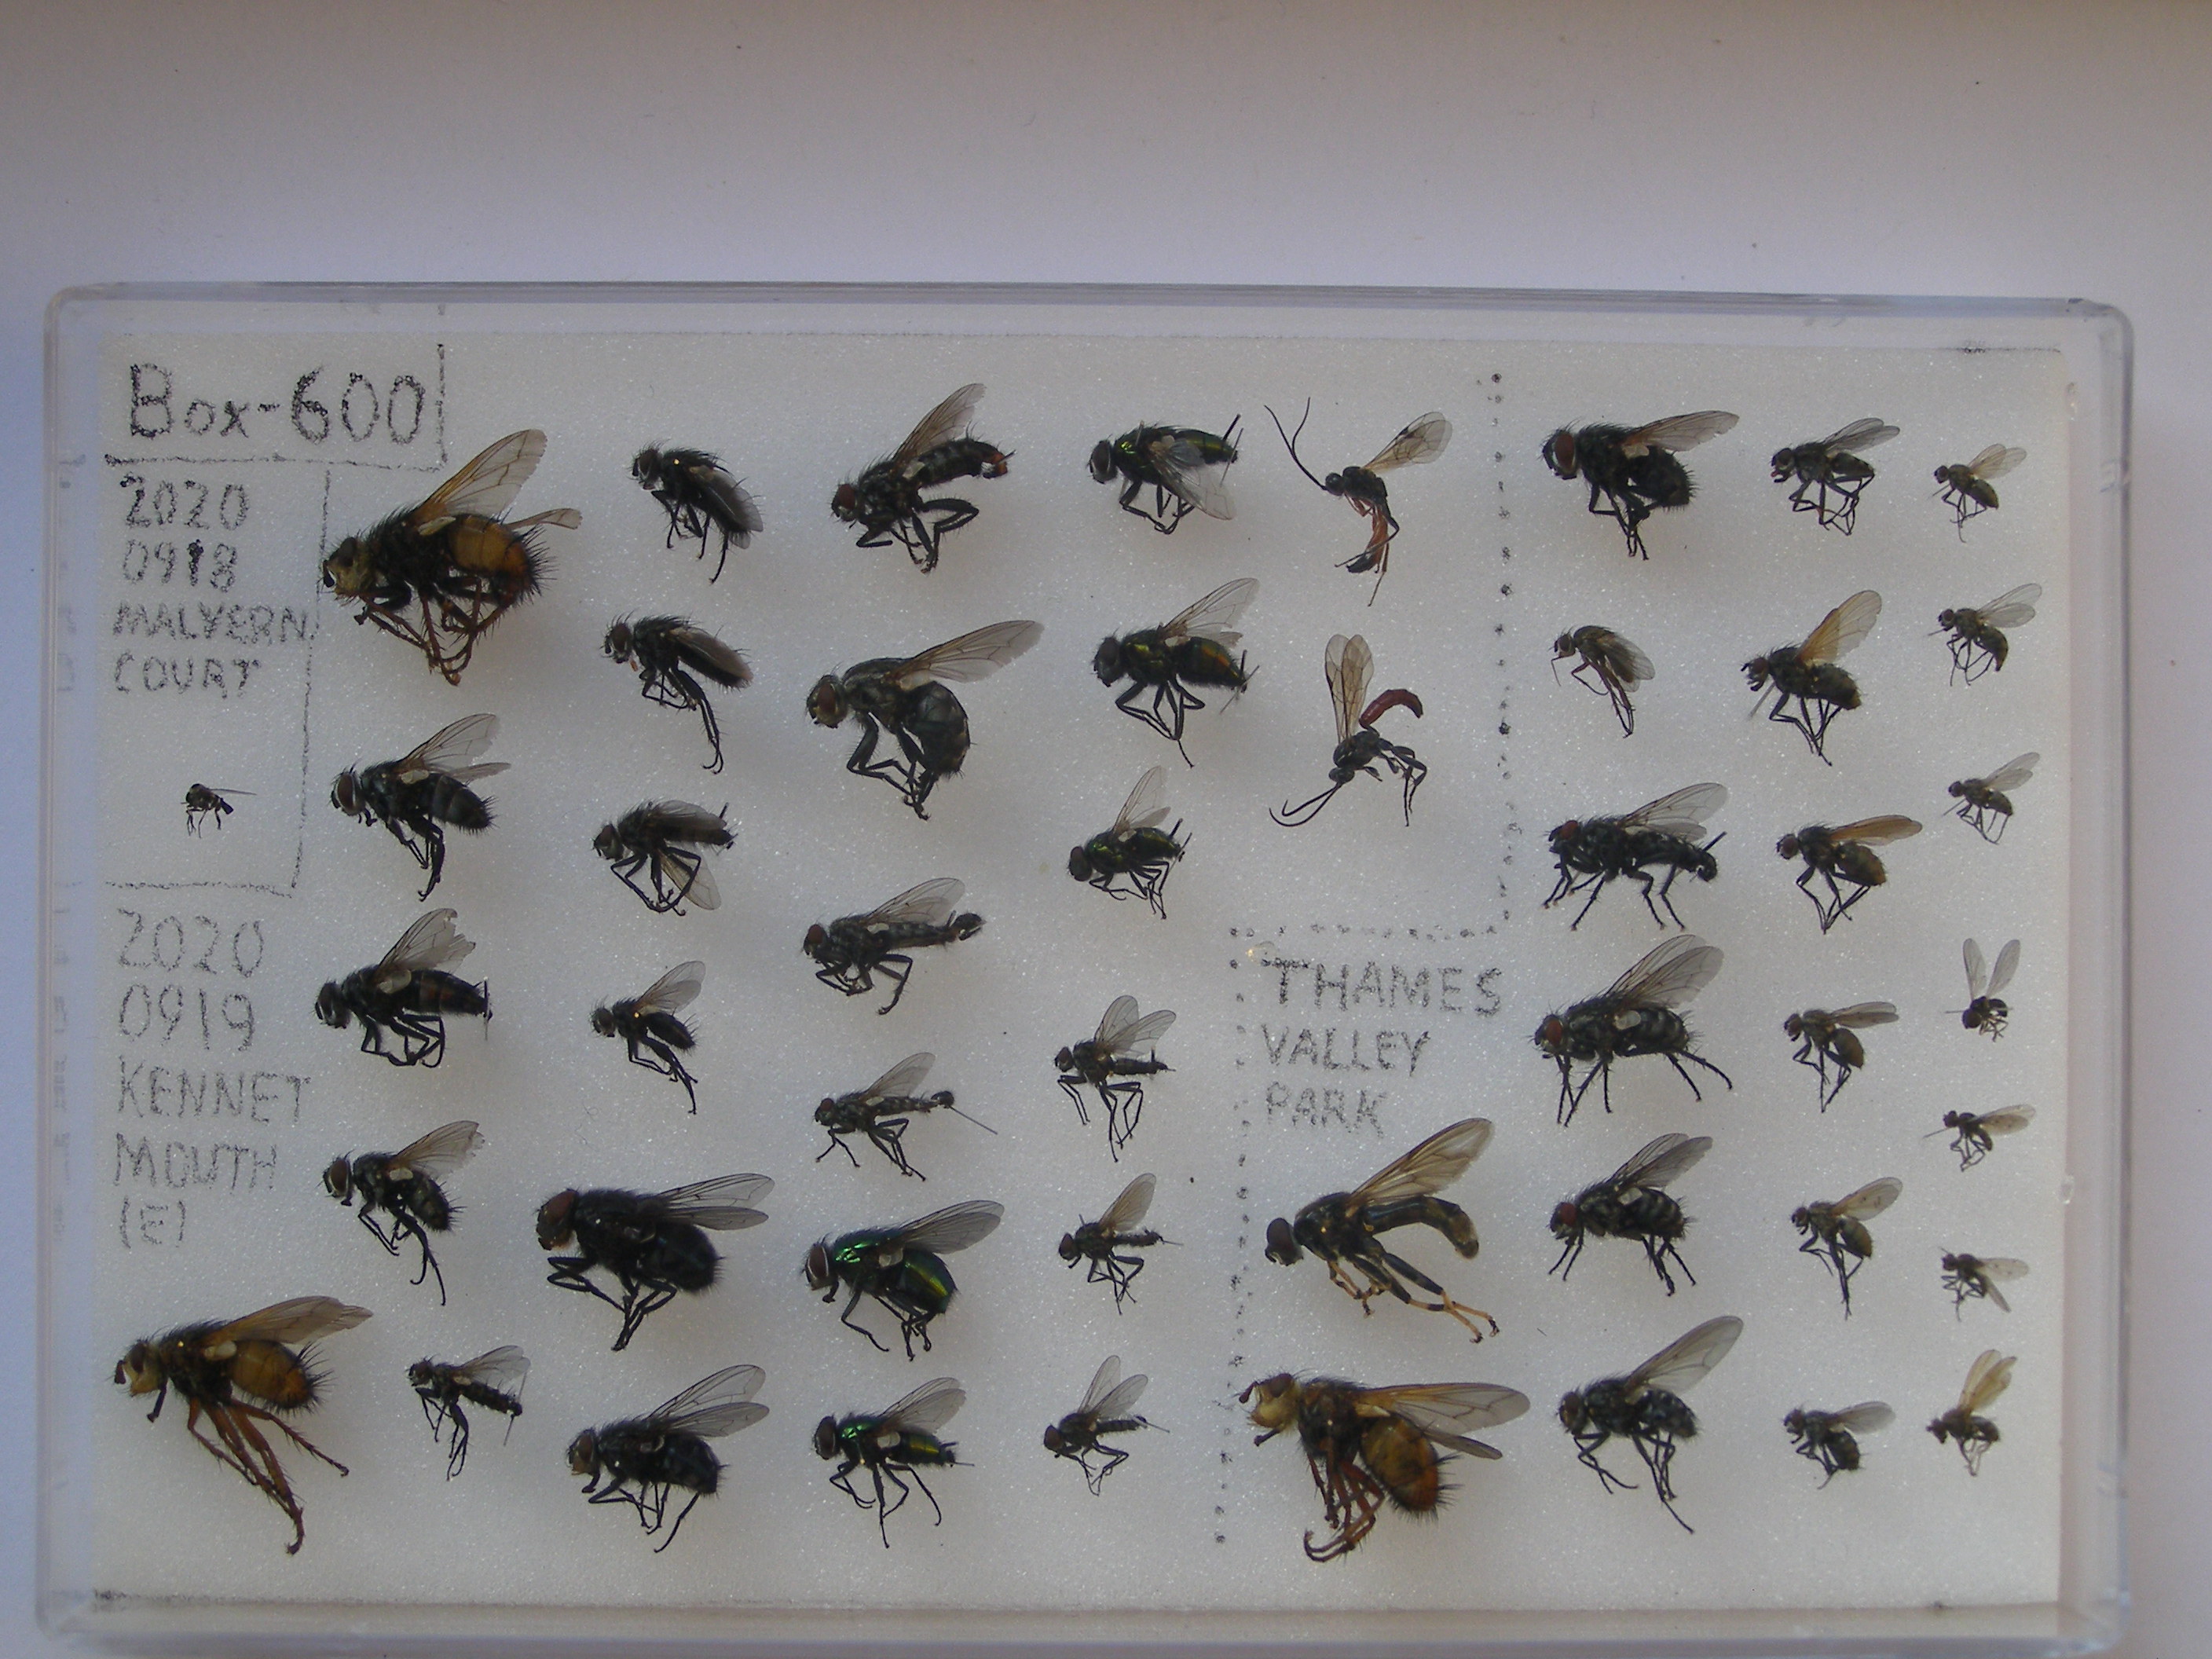 Box-600
2020
0918
MALVERN
COURT
2020
0919
KENNET
MOUTH
(E)
THAMES
VALLEY
PARK